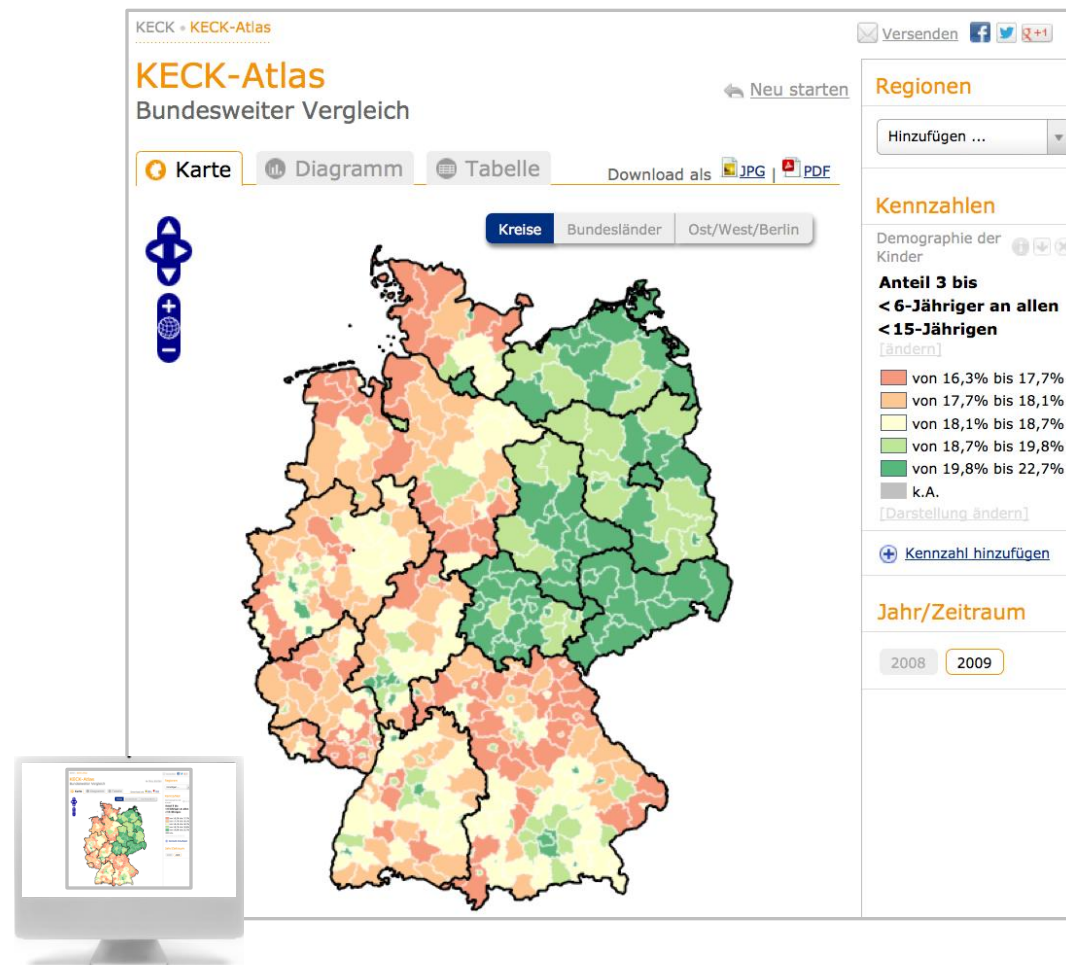 KECK • KECK-Atlas
Versenden
KECK-Atlas
Bundesweiter Vergleich
Neu starten
Karte
Diagramm
Tabelle
Download als JPG | PDF
Kreise
Bundesländer
Ost/West/Berlin
Regionen
Hinzufügen ...
Kennzahlen
Demographie der
Kinder
Anteil 3 bis
< 6-Jähriger an allen
< 15-Jährigen
[ändern]
von 16,3% bis 17,7%
von 17,7% bis 18,1%
von 18,1% bis 18,7%
von 18,7% bis 19,8%
von 19,8% bis 22,7%
k.A.
[Darstellung ändern]
Kennzahl hinzufügen
Jahr/Zeitraum
2008
2009